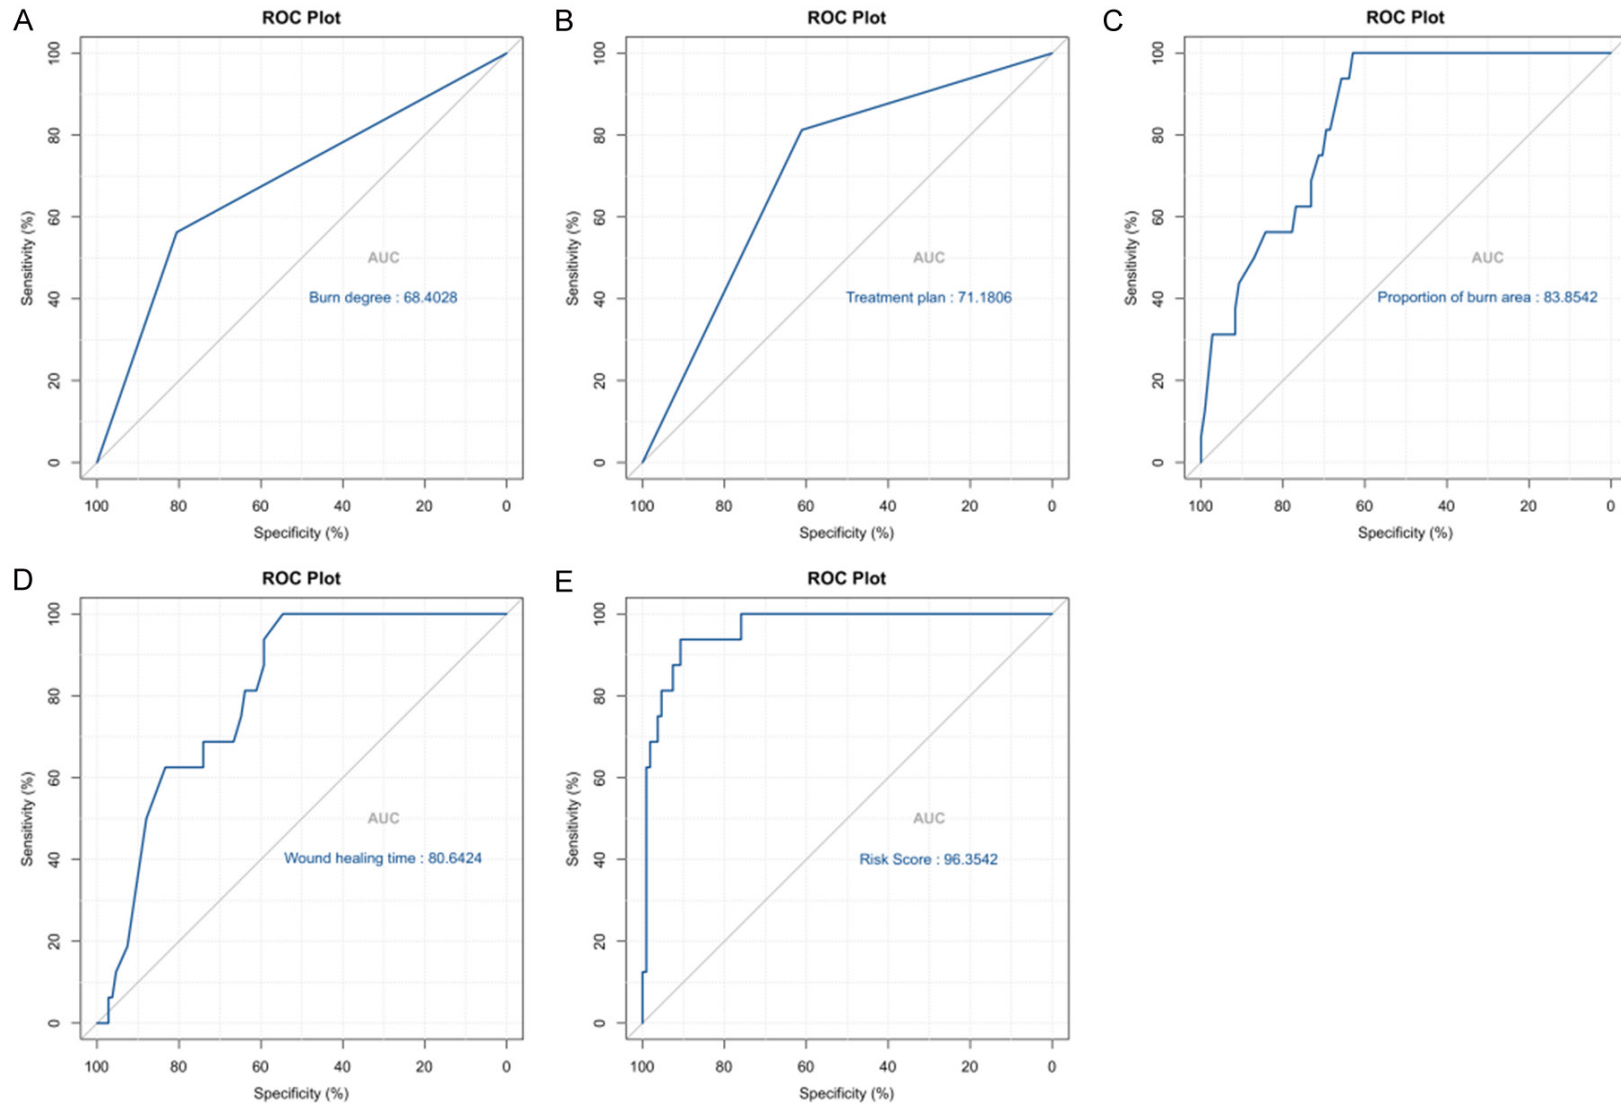 A
ROC Plot
100
80
60
40
20
0
Sensitivity (%)
AUC
Burn degree : 68.4028
100 80 60 40 20 0
Specificity (%)
B
ROC Plot
100
80
60
40
20
0
Sensitivity (%)
AUC
Treatment plan : 71.1806
100 80 60 40 20 0
Specificity (%)
C
ROC Plot
100
80
60
40
20
0
Sensitivity (%)
AUC
Proportion of burn area : 83.8542
100 80 60 40 20 0
Specificity (%)
D
ROC Plot
100
80
60
40
20
0
Sensitivity (%)
AUC
Wound healing time : 80.6424
100 80 60 40 20 0
Specificity (%)
E
ROC Plot
100
80
60
40
20
0
Sensitivity (%)
AUC
Risk Score : 96.3542
100 80 60 40 20 0
Specificity (%)